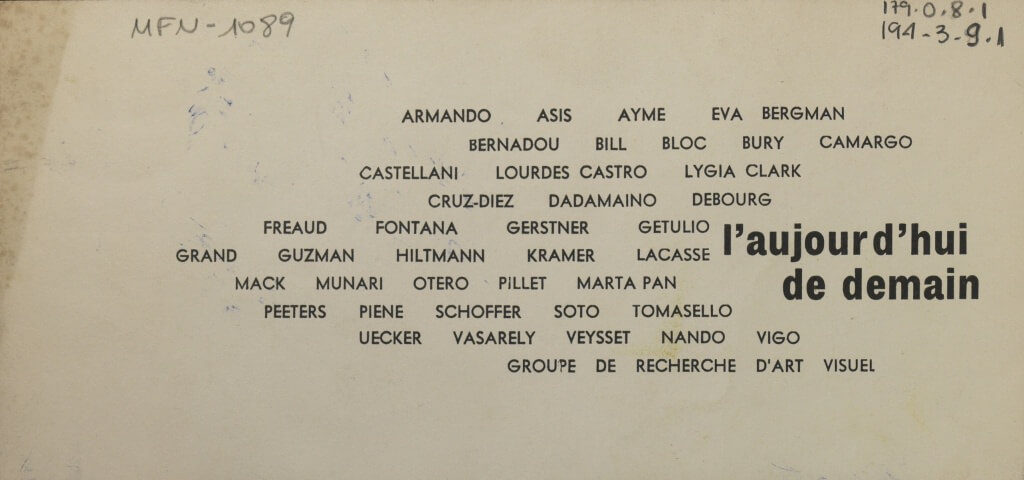 MFN-1089
179.0.8.1
194-3-9.1
ARMANDO ASIS AYME EVA BERGMAN
BERNADOU BILL BLOC BURY CAMARGO
CASTELLANI LOURDES CASTRO LYGIA CLARK
CRUZ-DIEZ DADAMAINO DEBOURG
FREAUD FONTANA GERSTNER GETULIO
l'aujourd'hui
GRAND GUZMAN HILTMANN KRAMER LACASSE
de demain
MACK MUNARI OTERO PILLET MARTA PAN
PEETERS PIENE SCHOFFER SOTO TOMASELLO
UECKER VASARELY VEYSSET NANDO VIGO
GROUPE DE RECHERCHE D'ART VISUEL